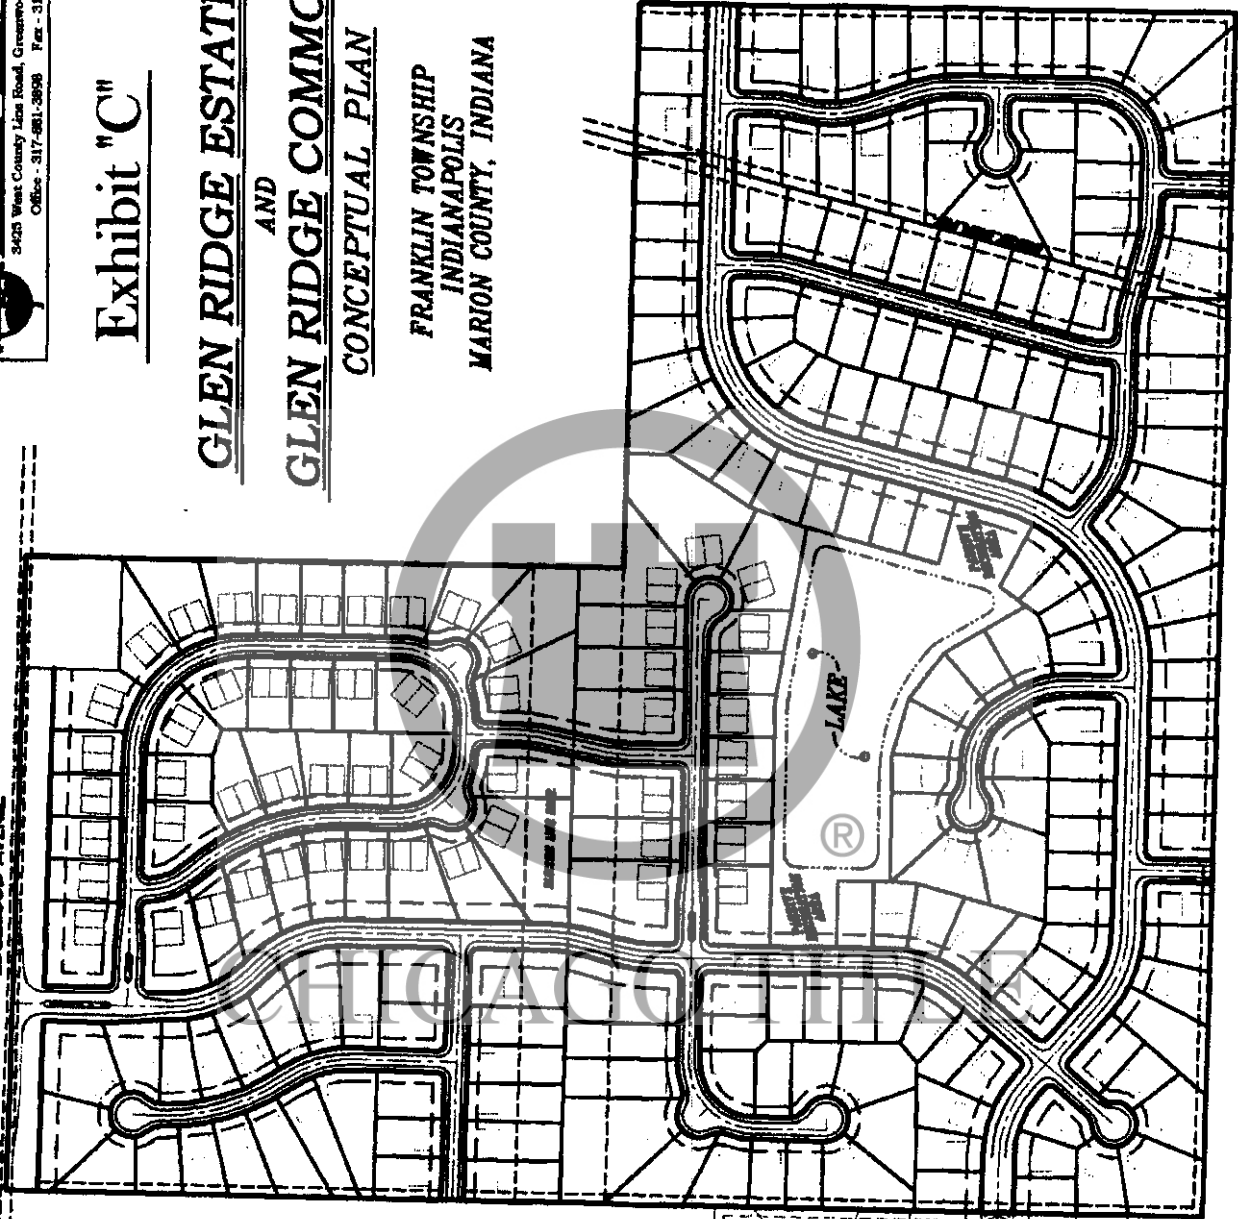 3425 West County Line Road, Greenwo
Office - 317-881-3898 Fax - 31
Exhibit "C"
GLEN RIDGE ESTATE
AND
GLEN RIDGE COMMO
CONCEPTUAL PLAN
FRANKLIN TOWNSHIP
INDIANAPOLIS
MARION COUNTY, INDIANA
LAKE
®
CHICAGO TITLE